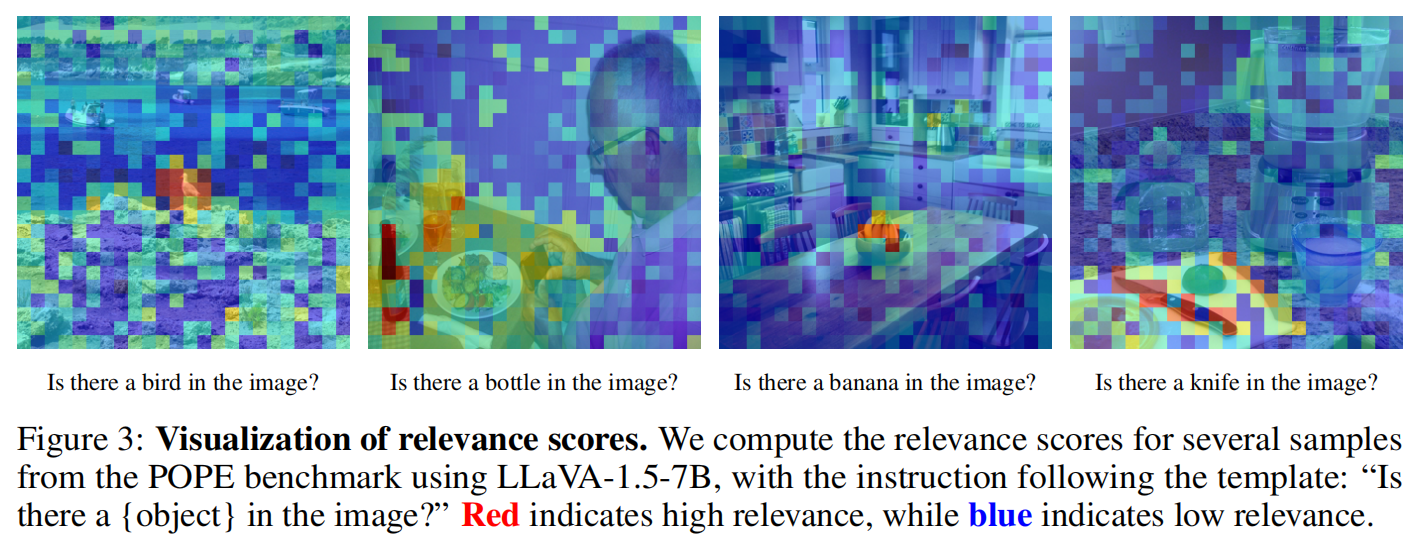 Is there a bird in the image?
Is there a bottle in the image?
Is there a banana in the image?
Is there a knife in the image?
Figure 3: Visualization of relevance scores. We compute the relevance scores for several samples
from the POPE benchmark using LLaVA-1.5-7B, with the instruction following the template: “Is
there a {object} in the image?” Red indicates high relevance, while blue indicates low relevance.